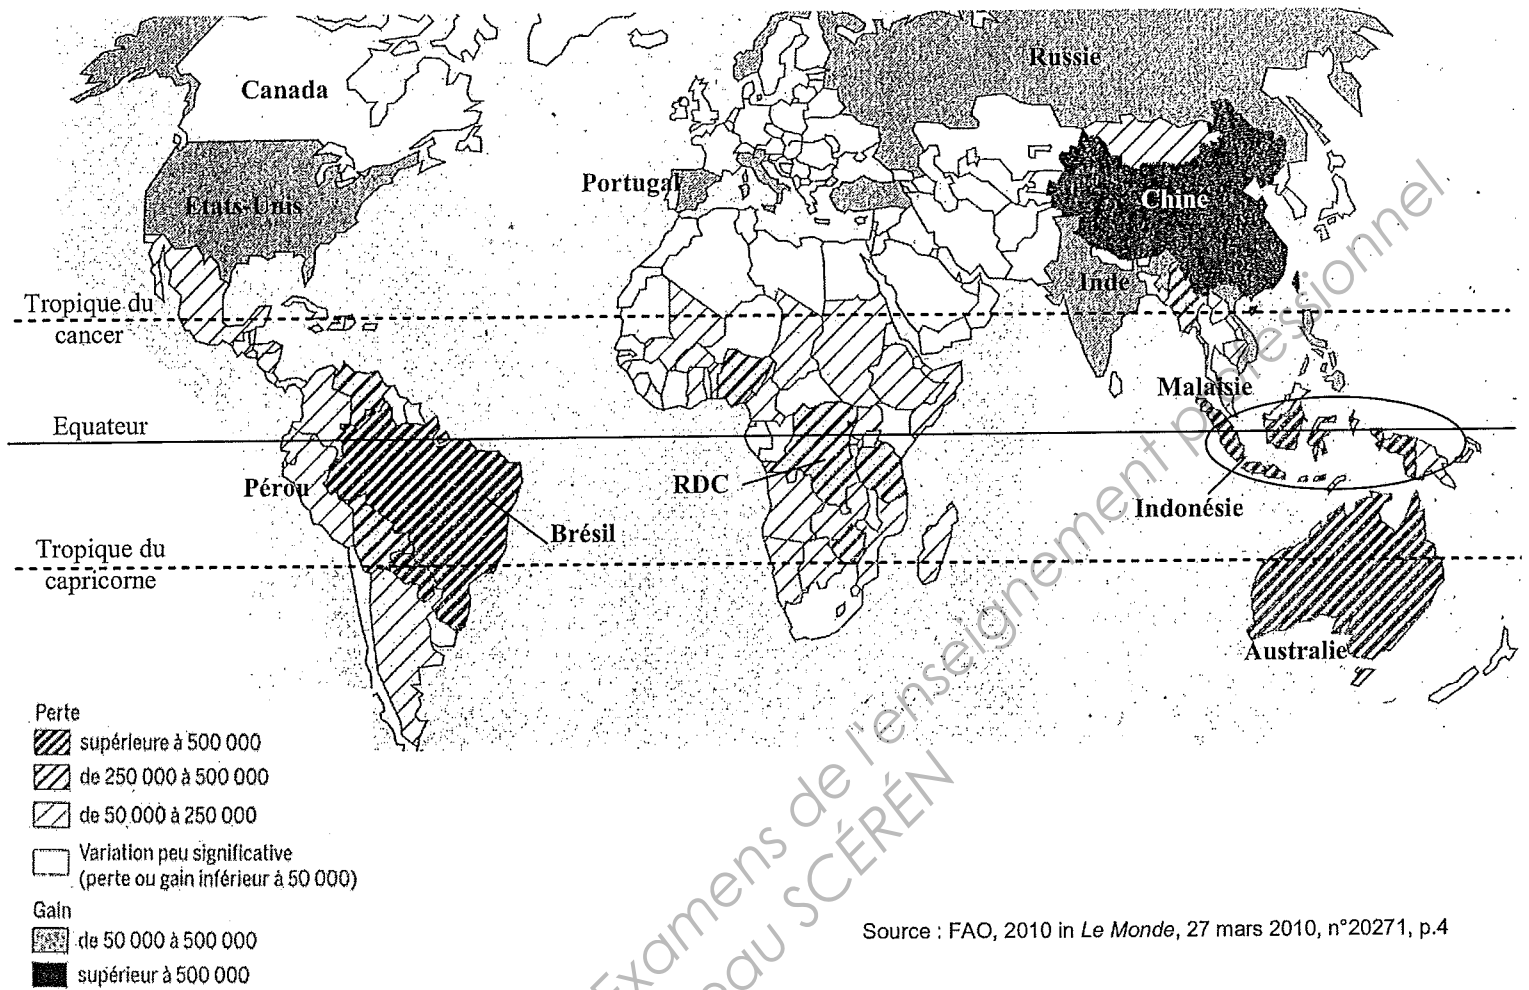 Russie
Canada
Portugal
Etats-Unis
Chine
Inde
Tropique du
cancer
Malaisie
Equateur
Pérou
RDC
Indonésie
Brésil
Tropique du
capricorne
Australie
Perte
supérieure à 500 000
de 250 000 à 500 000
de 50 000 à 250 000
Variation peu significative
(perte ou gain inférieur à 50 000)
Gain
de 50 000 à 500 000
supérieur à 500 000
Source : FAO, 2010 in Le Monde, 27 mars 2010, n°20271, p.4
Examens de l'enseignement professionnel
eau SCÉRÉN